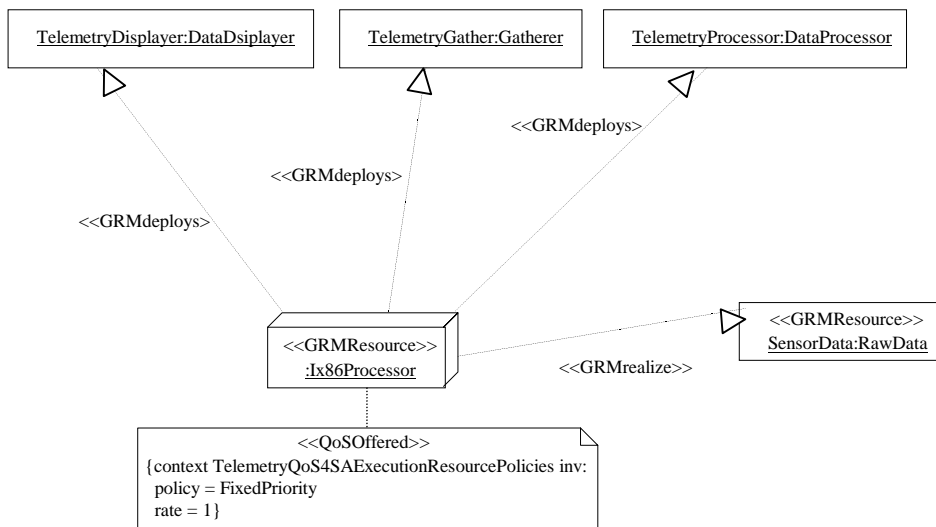 TelemetryDisplayer:DataDsiplayer
TelemetryGather:Gatherer
TelemetryProcessor:DataProcessor
<<GRMdeploys>
<<GRMdeploys>
<<GRMdeploys>
<<GRMResource>>
:Ix86Processor
<<GRMResource>>
SensorData:RawData
<<GRMrealize>>
<<QoSOffered>>
{context TelemetryQoS4SAExecutionResourcePolicies inv:
policy = FixedPriority
rate = 1}